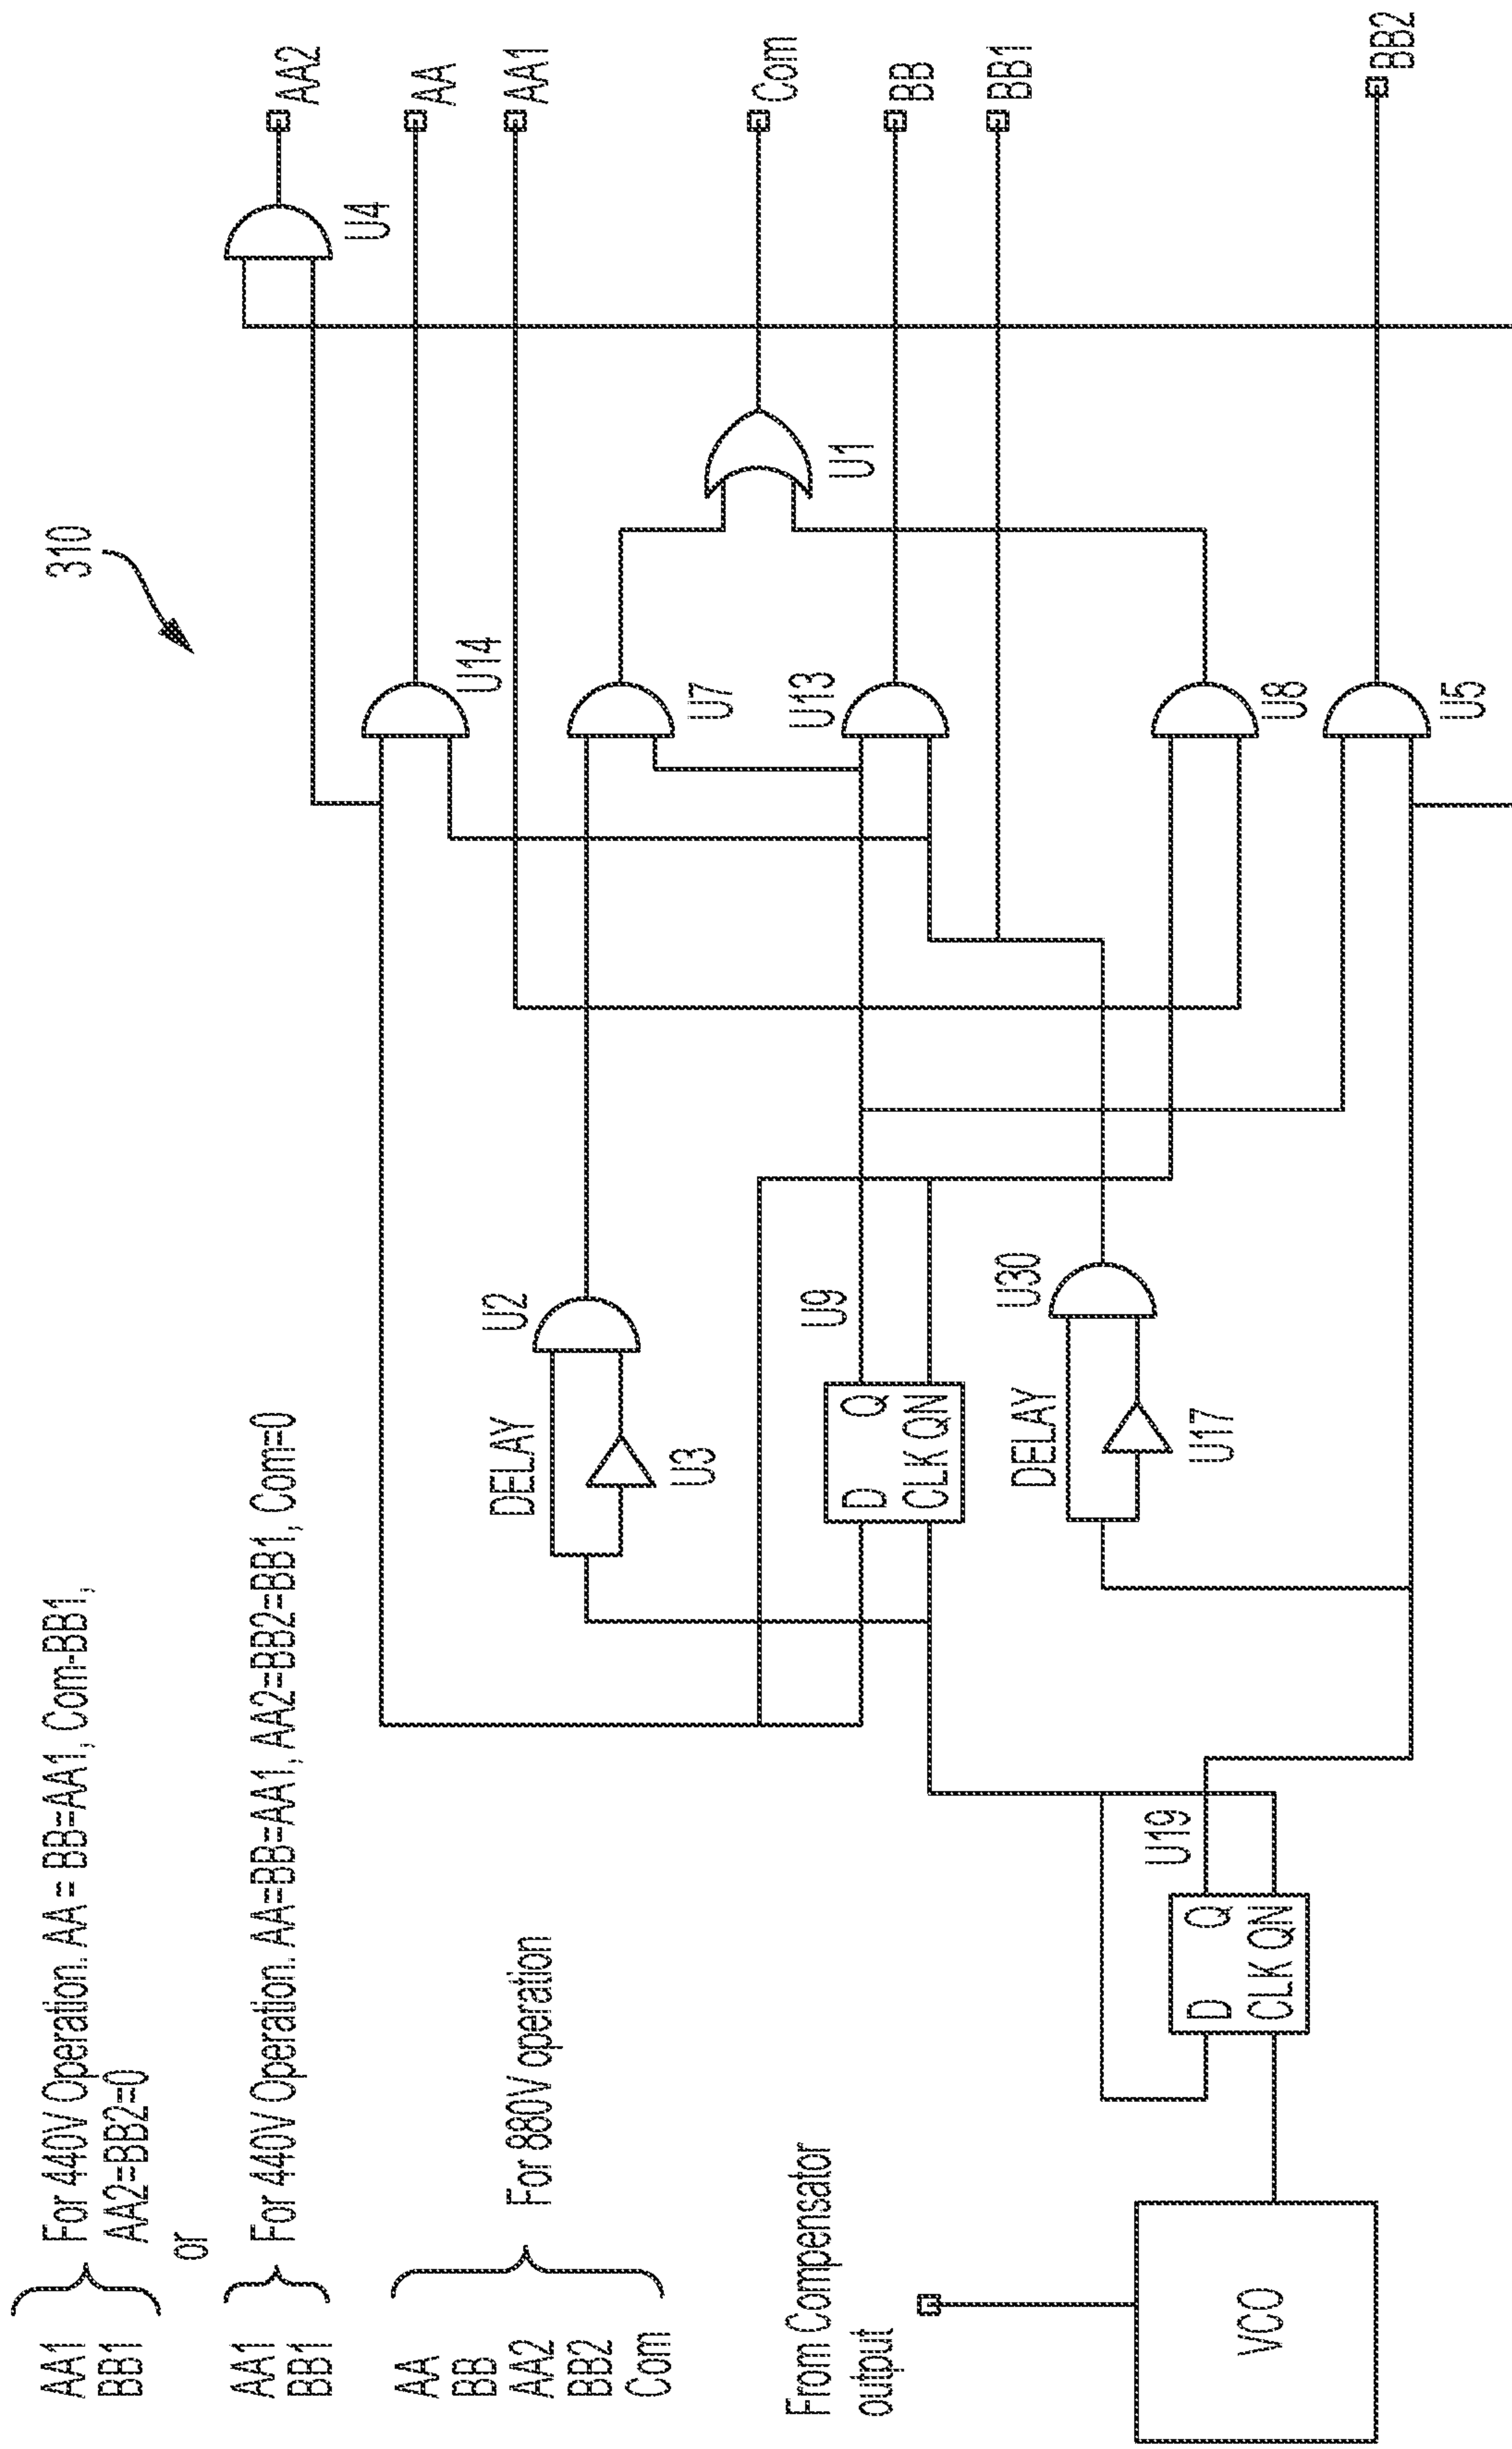 310
AA1
BB1
For 440V Operation. AA = BB=AA1, Com-BB1,
AA2=BB2=0
or
AA1
BB1
For 440V Operation. AA=BB=AA1, AA2=BB2=BB1, Com=0
AA
BB
AA2
BB2
Com
For 880V operation
From Compensator
output
VCO
D Q
CLK QN
U19
DELAY
U3
U2
D Q
CLK QN
U9
DELAY
U17
U30
U14
U7
U13
U8
U5
U1
U4
AA2
AA
AA1
Com
BB
BB1
BB2